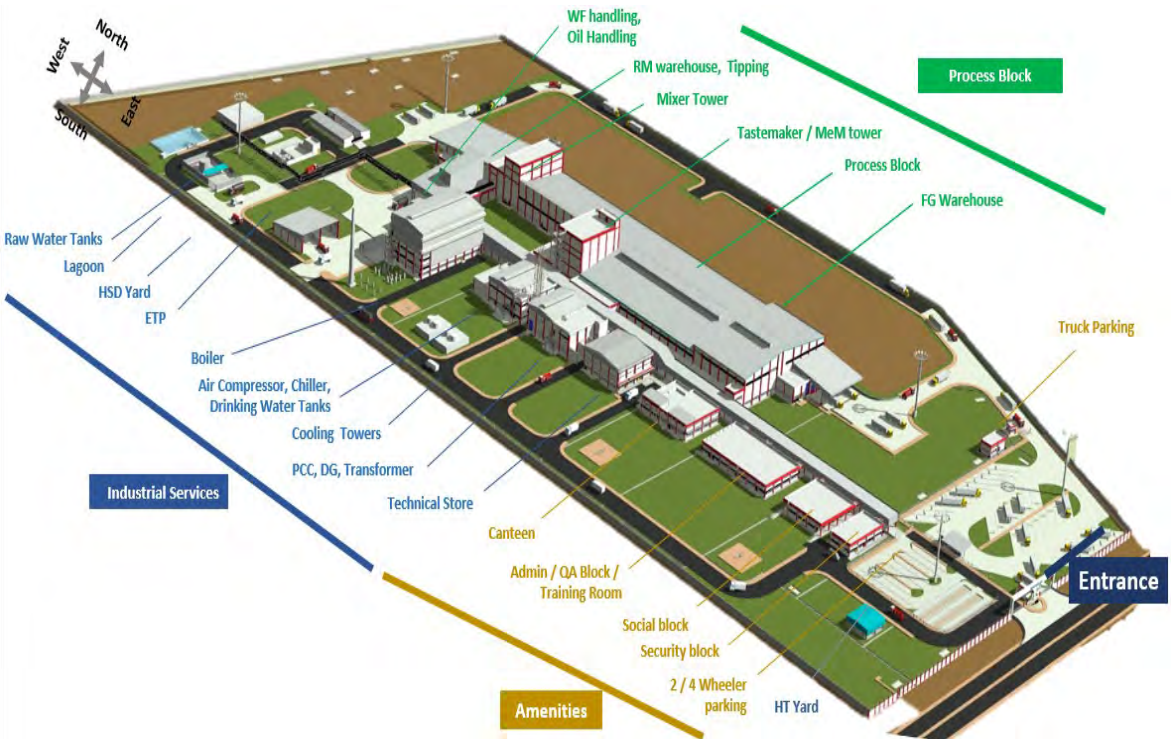 North
West
East
South
WF handling,
Oil Handling
RM warehouse, Tipping
Mixer Tower
Tastemaker / MeM tower
Process Block
FG Warehouse
Process Block
Truck Parking
Raw Water Tanks
Lagoon
HSD Yard
ETP
Boiler
Air Compressor, Chiller,
Drinking Water Tanks
Cooling Towers
PCC, DG, Transformer
Technical Store
Industrial Services
Canteen
Admin / QA Block /
Training Room
Social block
Security block
2 / 4 Wheeler
parking
HT Yard
Entrance
Amenities